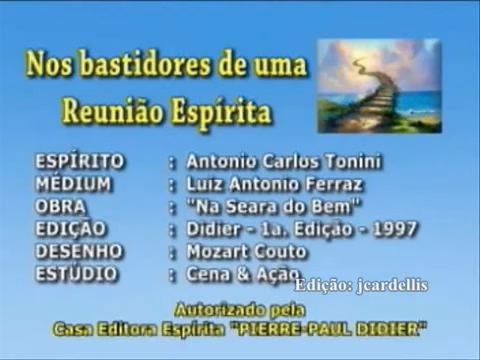 Nos bastidores de uma
Reunião Espírita
ESPÍRITO : Antonio Carlos Tonini
MÉDIUM : Luiz Antonio Ferraz
OBRA : "Na Seara do Bem"
EDIÇÃO : Didier - 1a. Edição - 1997
DESENHO : Mozart Couto
ESTÚDIO : Cena & Ação
Edição: jcardellis
Autorizado pela
Casa Editora Espírita "PIERRE-PAUL DIDIER"